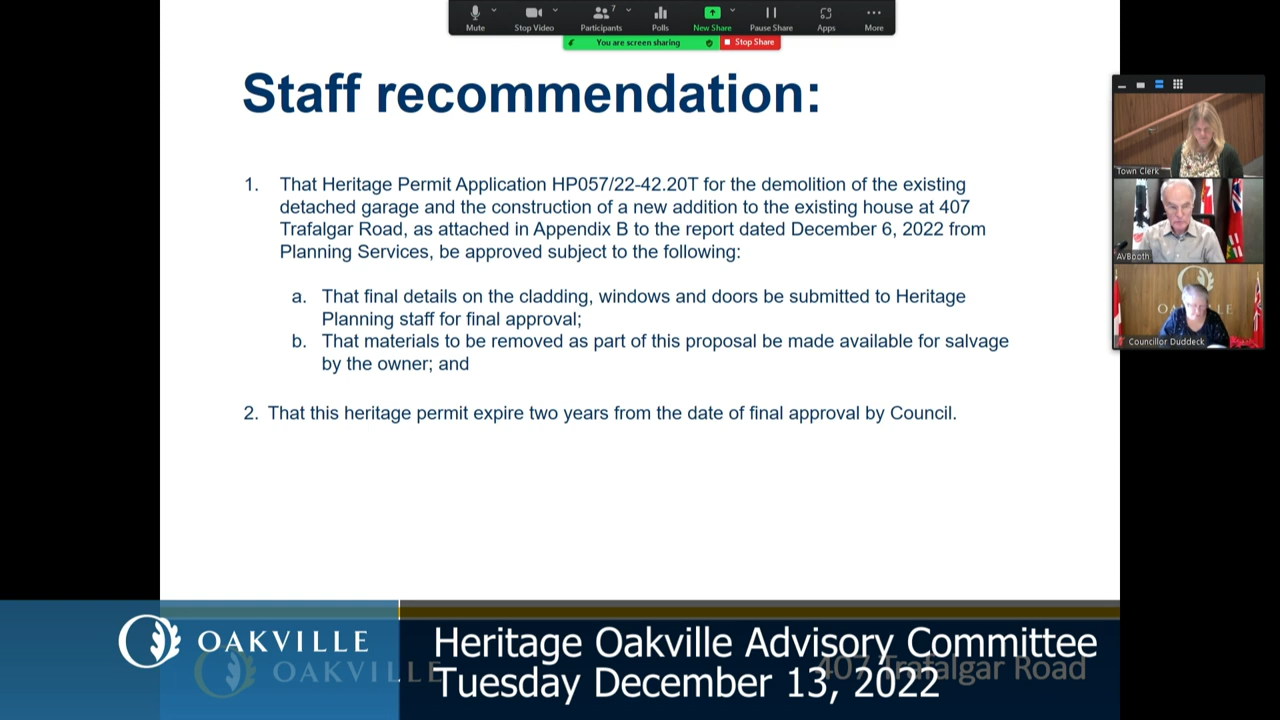 Mute
Stop Video
Participants
7
Polls
New Share
Pause Share
Apps
More
You are screen sharing
Stop Share
Staff recommendation:
1. That Heritage Permit Application HP057/22-42.20T for the demolition of the existing
detached garage and the construction of a new addition to the existing house at 407
Trafalgar Road, as attached in Appendix B to the report dated December 6, 2022 from
Planning Services, be approved subject to the following:
a. That final details on the cladding, windows and doors be submitted to Heritage
Planning staff for final approval;
b. That materials to be removed as part of this proposal be made available for salvage
by the owner; and
2. That this heritage permit expire two years from the date of final approval by Council.
Town Clerk
AVBooth
Councillor Duddeck
OAKVILLE
OAKVILLE
Heritage Oakville Advisory Committee
Tuesday December 13, 2022
407 Trafalgar Road